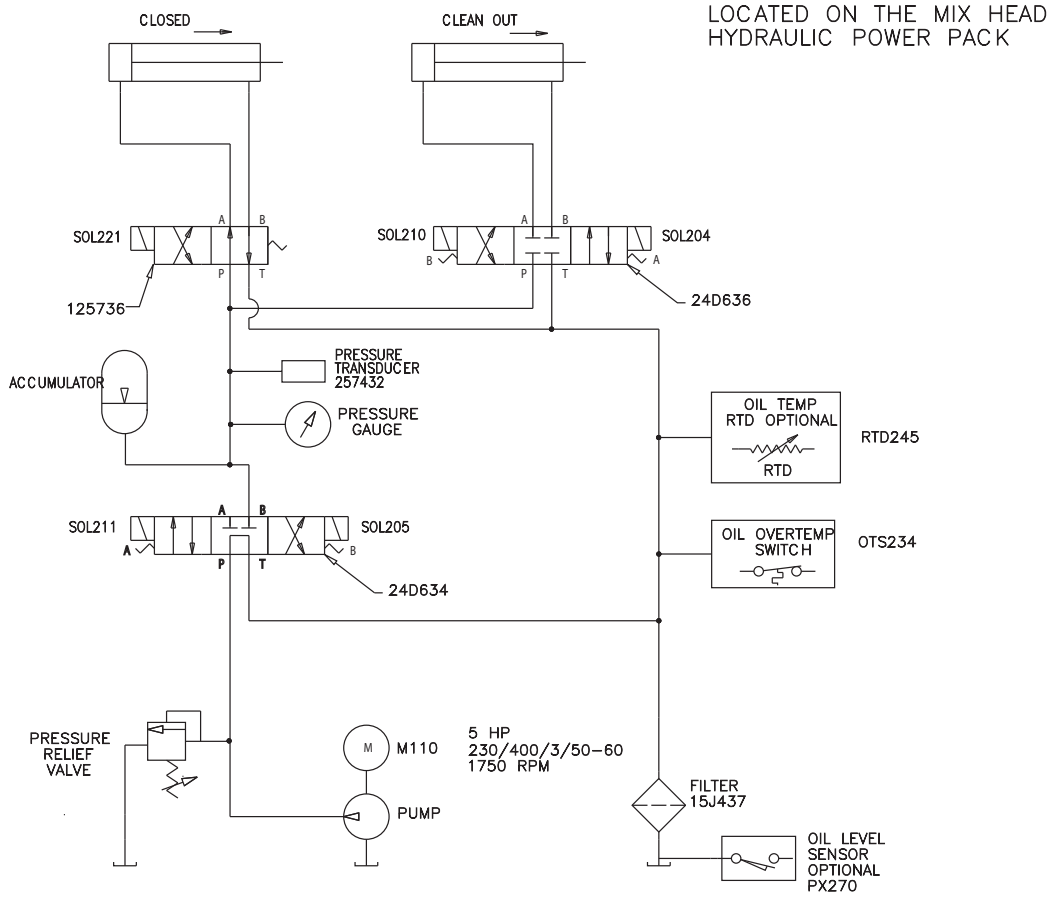 LOCATED ON THE MIX HEAD
HYDRAULIC POWER PACK
CLOSED
CLEAN OUT
A
B
A
B
SOL221
SOL210
SOL204
B
A
P
T
P
T
125736
24D636
PRESSURE
TRANSDUCER
257432
ACCUMULATOR
PRESSURE
GAUGE
OIL TEMP
RTD OPTIONAL
RTD
RTD245
A
B
SOL211
SOL205
A
B
P
T
OIL OVERTEMP
SWITCH
OTS234
24D634
PRESSURE
RELIEF
VALVE
M
M110
5 HP
230/400/3/50-60
1750 RPM
PUMP
FILTER
15J437
OIL LEVEL
SENSOR
OPTIONAL
PX270